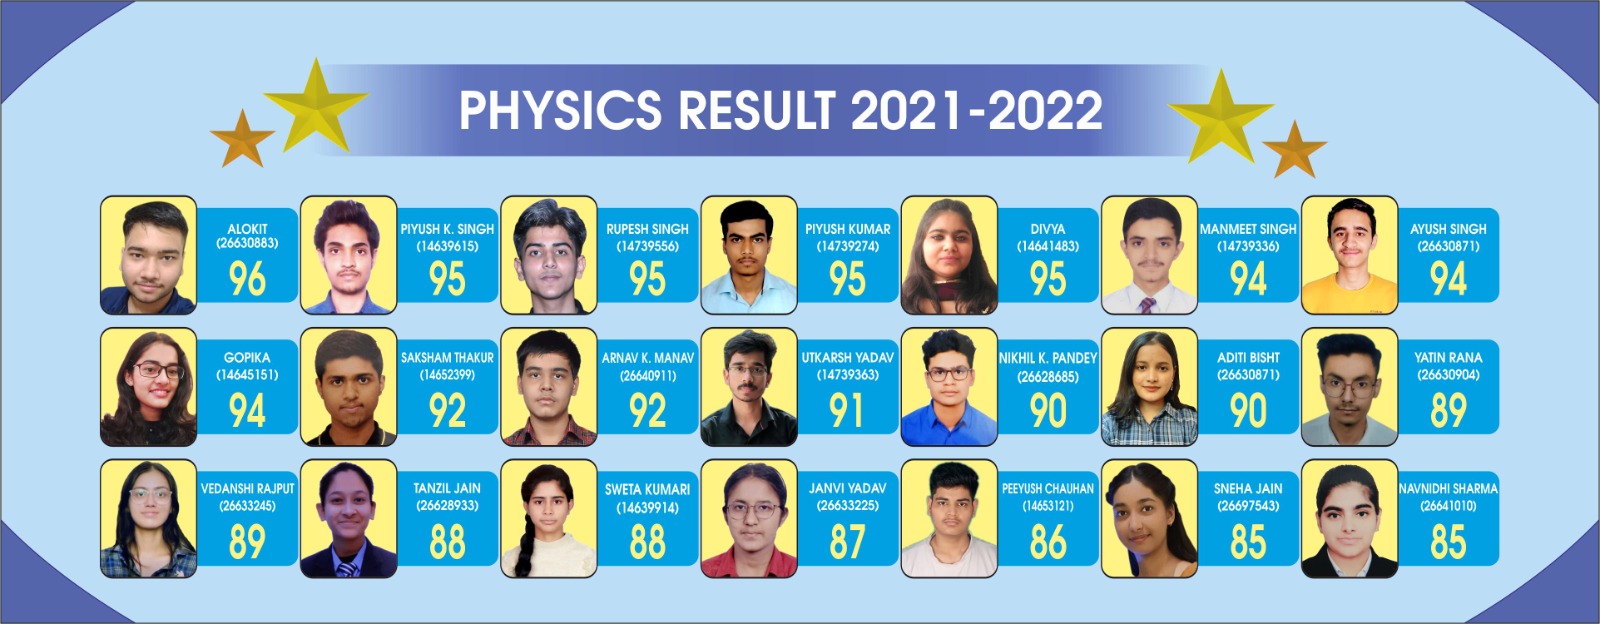 PHYSICS RESULT 2021-2022
ALOKIT
(26630883)
96
PIYUSH K. SINGH
(14639615)
95
RUPESH SINGH
(14739556)
95
PIYUSH KUMAR
(14739274)
95
DIVYA
(14641483)
95
MANMEET SINGH
(14739336)
94
AYUSH SINGH
(26630871)
94
GOPIKA
(14645151)
94
SAKSHAM THAKUR
(14652399)
92
ARNAV K. MANAV
(26640911)
92
UTKARSH YADAV
(14739363)
91
NIKHIL K. PANDEY
(26628685)
90
ADITI BISHT
(26630871)
90
YATIN RANA
(26630904)
89
VEDANSHI RAJPUT
(26633245)
89
TANZIL JAIN
(26628933)
88
SWETA KUMARI
(14639914)
88
JANVI YADAV
(26633225)
87
PEEYUSH CHAUHAN
(14653121)
86
SNEHA JAIN
(26697543)
85
NAVNIDHI SHARMA
(26641010)
85